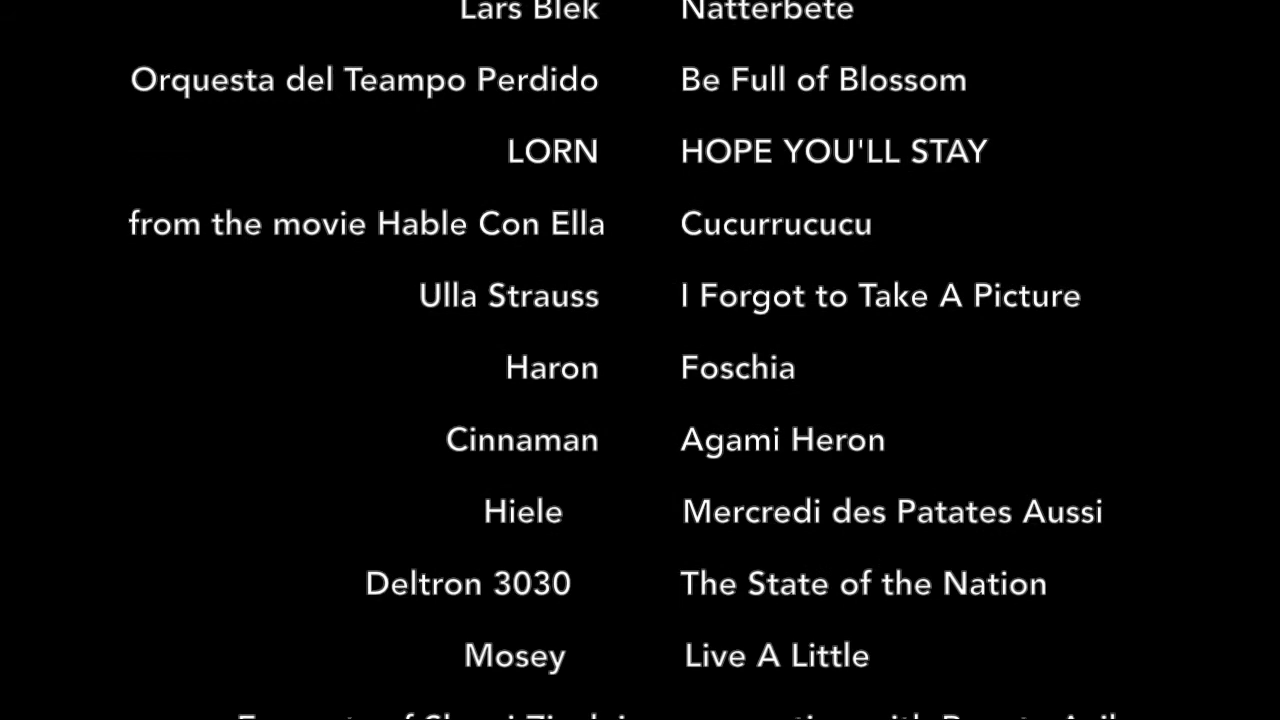 Lars Blek Natterbete
Orquesta del Teampo Perdido Be Full of Blossom
LORN HOPE YOU'LL STAY
from the movie Hable Con Ella Cucurrucucu
Ulla Strauss I Forgot to Take A Picture
Haron Foschia
Cinnaman Agami Heron
Hiele Mercredi des Patates Aussi
Deltron 3030 The State of the Nation
Mosey Live A Little